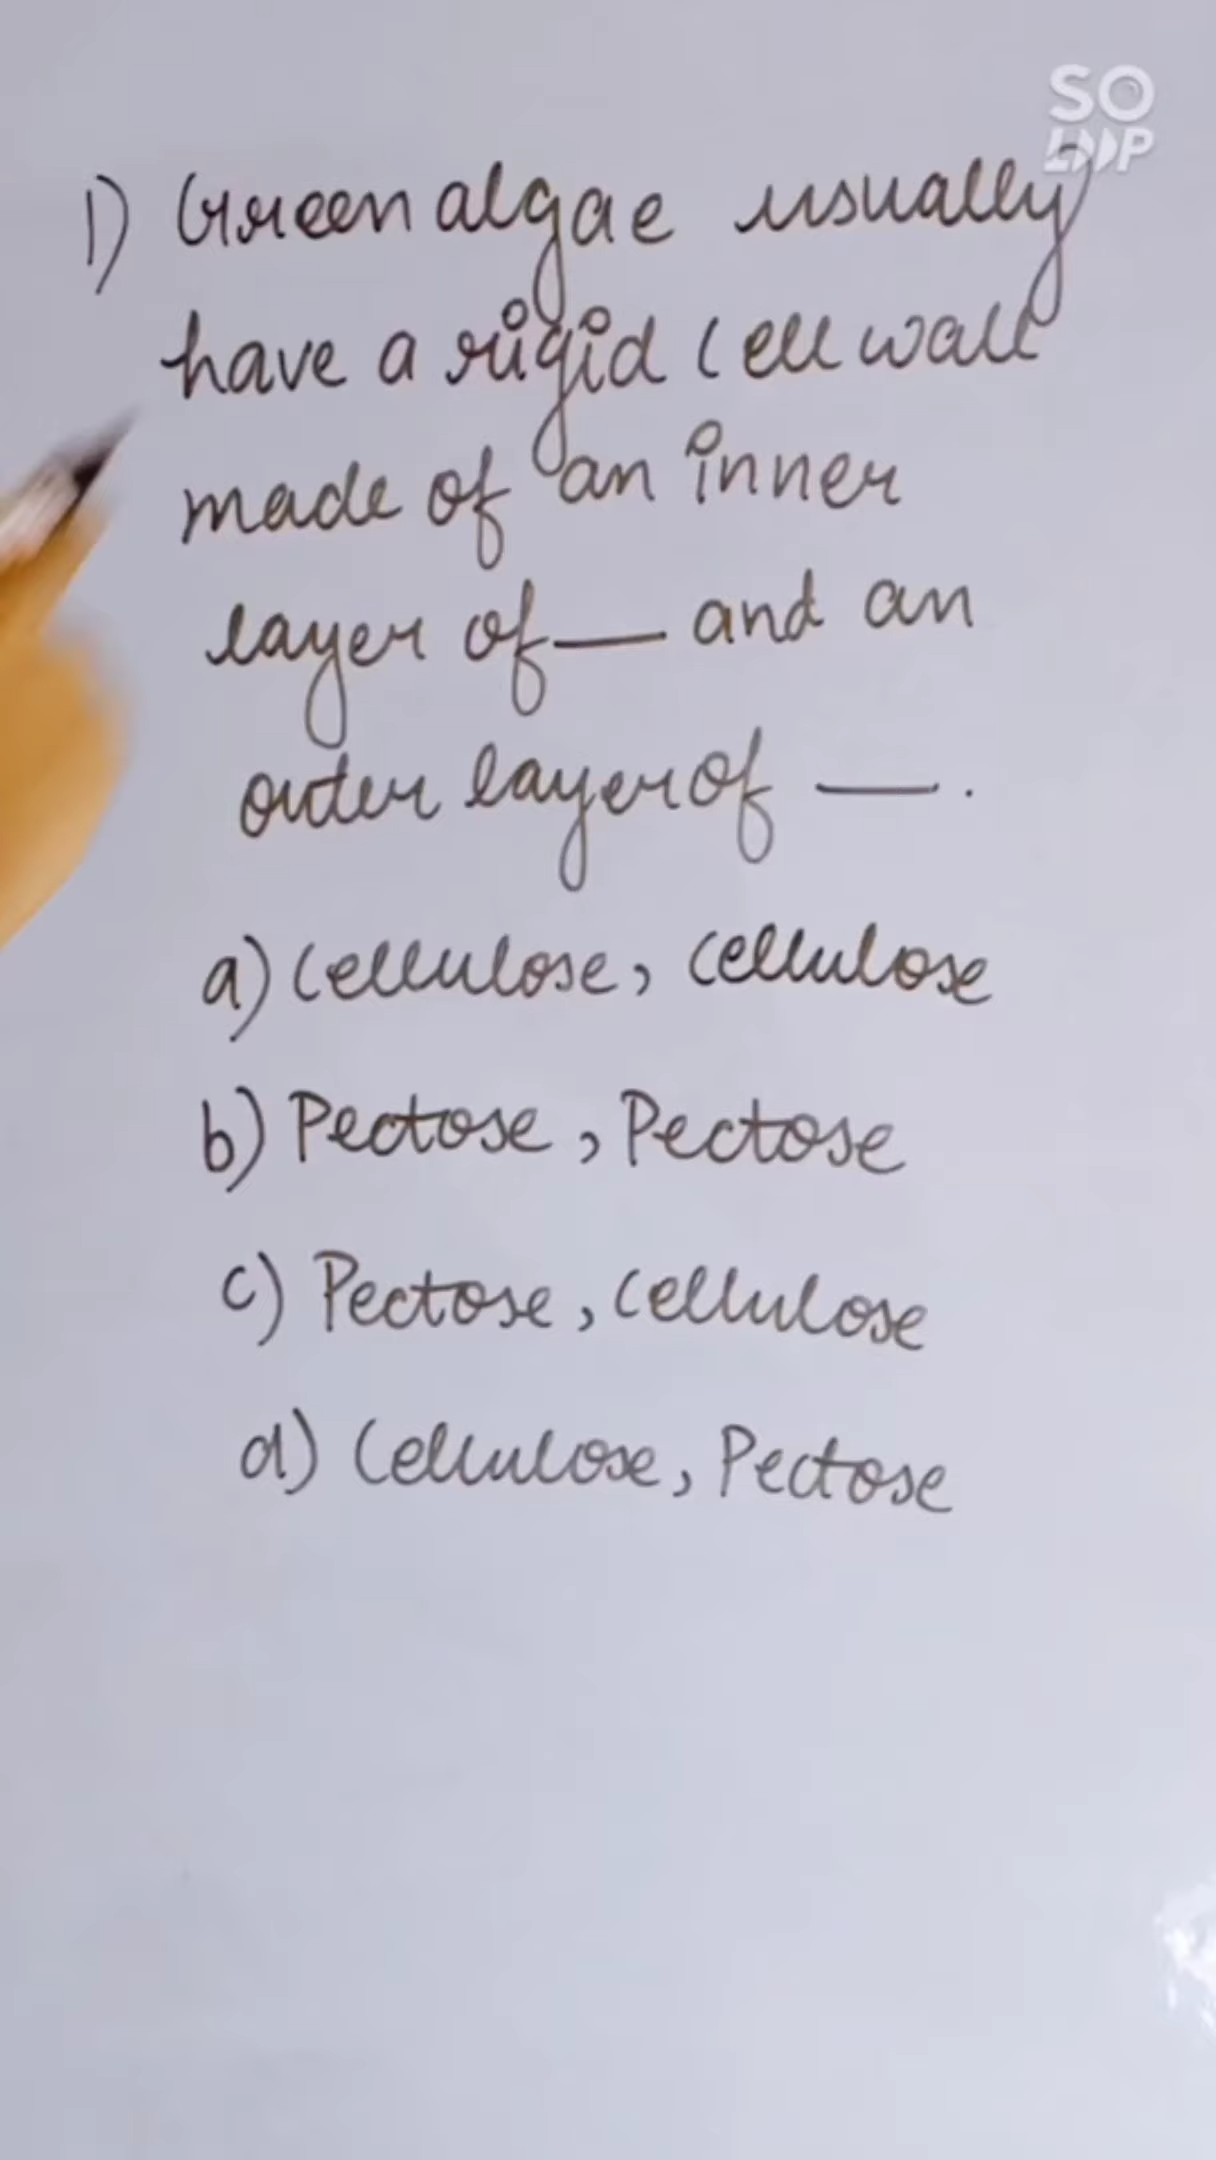 SO
LOOP
1) Green algae usually
have a rigid cell wall
made of an inner
layer of — and an
outer layer of — .
a) Cellulose, Cellulose
b) Pectose, Pectose
c) Pectose, Cellulose
d) Cellulose, Pectose